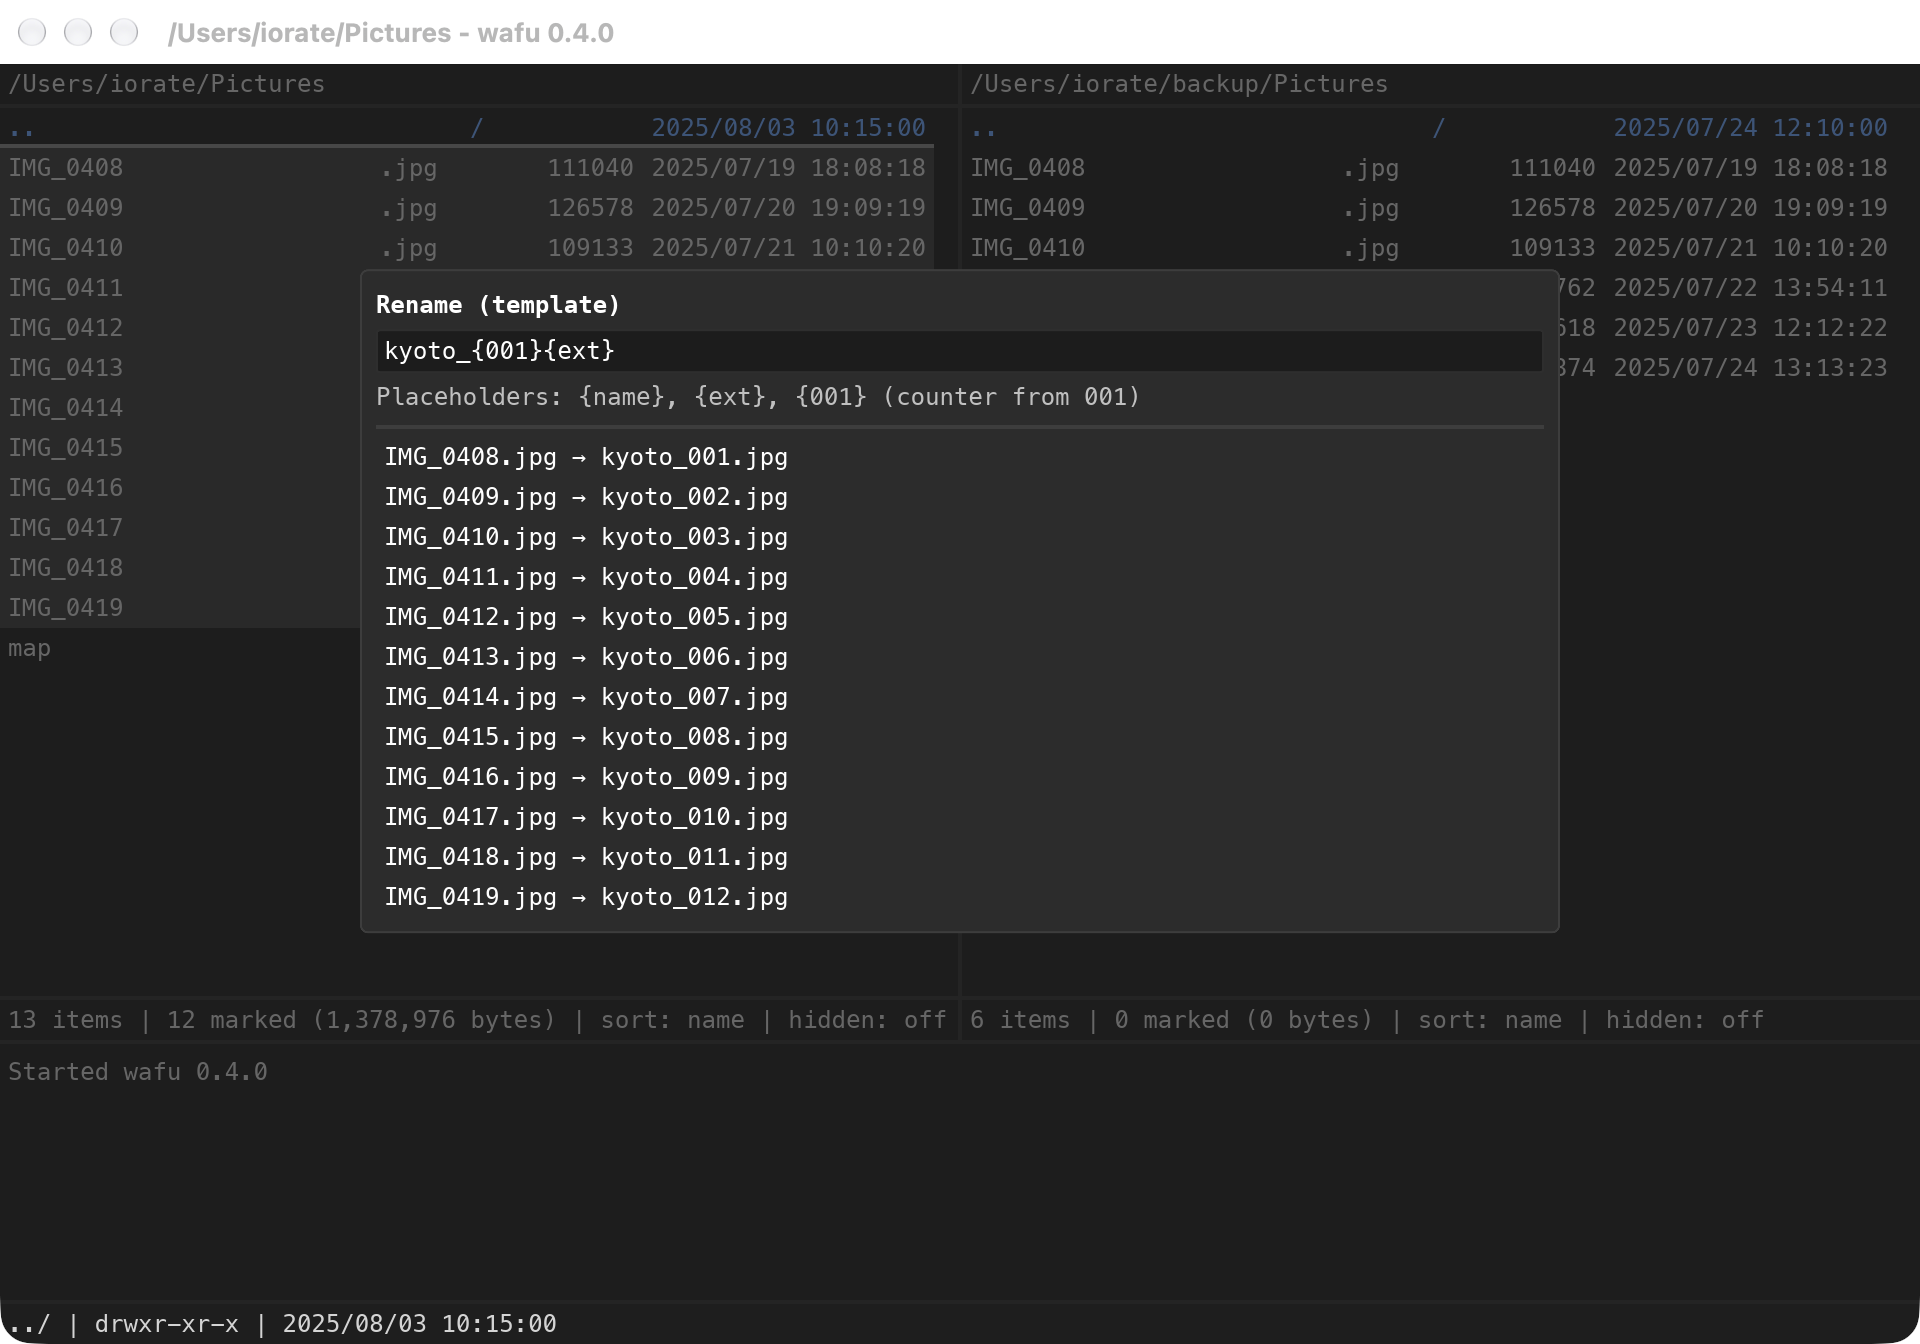 /Users/iorate/Pictures - wafu 0.4.0
/Users/iorate/Pictures
.. / 2025/08/03 10:15:00
IMG_0408 .jpg 111040 2025/07/19 18:08:18
IMG_0409 .jpg 126578 2025/07/20 19:09:19
IMG_0410 .jpg 109133 2025/07/21 10:10:20
IMG_0411
IMG_0412
IMG_0413
IMG_0414
IMG_0415
IMG_0416
IMG_0417
IMG_0418
IMG_0419
map
13 items | 12 marked (1,378,976 bytes) | sort: name | hidden: off
/Users/iorate/backup/Pictures
.. / 2025/07/24 12:10:00
IMG_0408 .jpg 111040 2025/07/19 18:08:18
IMG_0409 .jpg 126578 2025/07/20 19:09:19
IMG_0410 .jpg 109133 2025/07/21 10:10:20
762 2025/07/22 13:54:11
618 2025/07/23 12:12:22
374 2025/07/24 13:13:23
6 items | 0 marked (0 bytes) | sort: name | hidden: off
Rename (template)
kyoto_{001}{ext}
Placeholders: {name}, {ext}, {001} (counter from 001)
IMG_0408.jpg → kyoto_001.jpg
IMG_0409.jpg → kyoto_002.jpg
IMG_0410.jpg → kyoto_003.jpg
IMG_0411.jpg → kyoto_004.jpg
IMG_0412.jpg → kyoto_005.jpg
IMG_0413.jpg → kyoto_006.jpg
IMG_0414.jpg → kyoto_007.jpg
IMG_0415.jpg → kyoto_008.jpg
IMG_0416.jpg → kyoto_009.jpg
IMG_0417.jpg → kyoto_010.jpg
IMG_0418.jpg → kyoto_011.jpg
IMG_0419.jpg → kyoto_012.jpg
Started wafu 0.4.0
../ | drwxr-xr-x | 2025/08/03 10:15:00